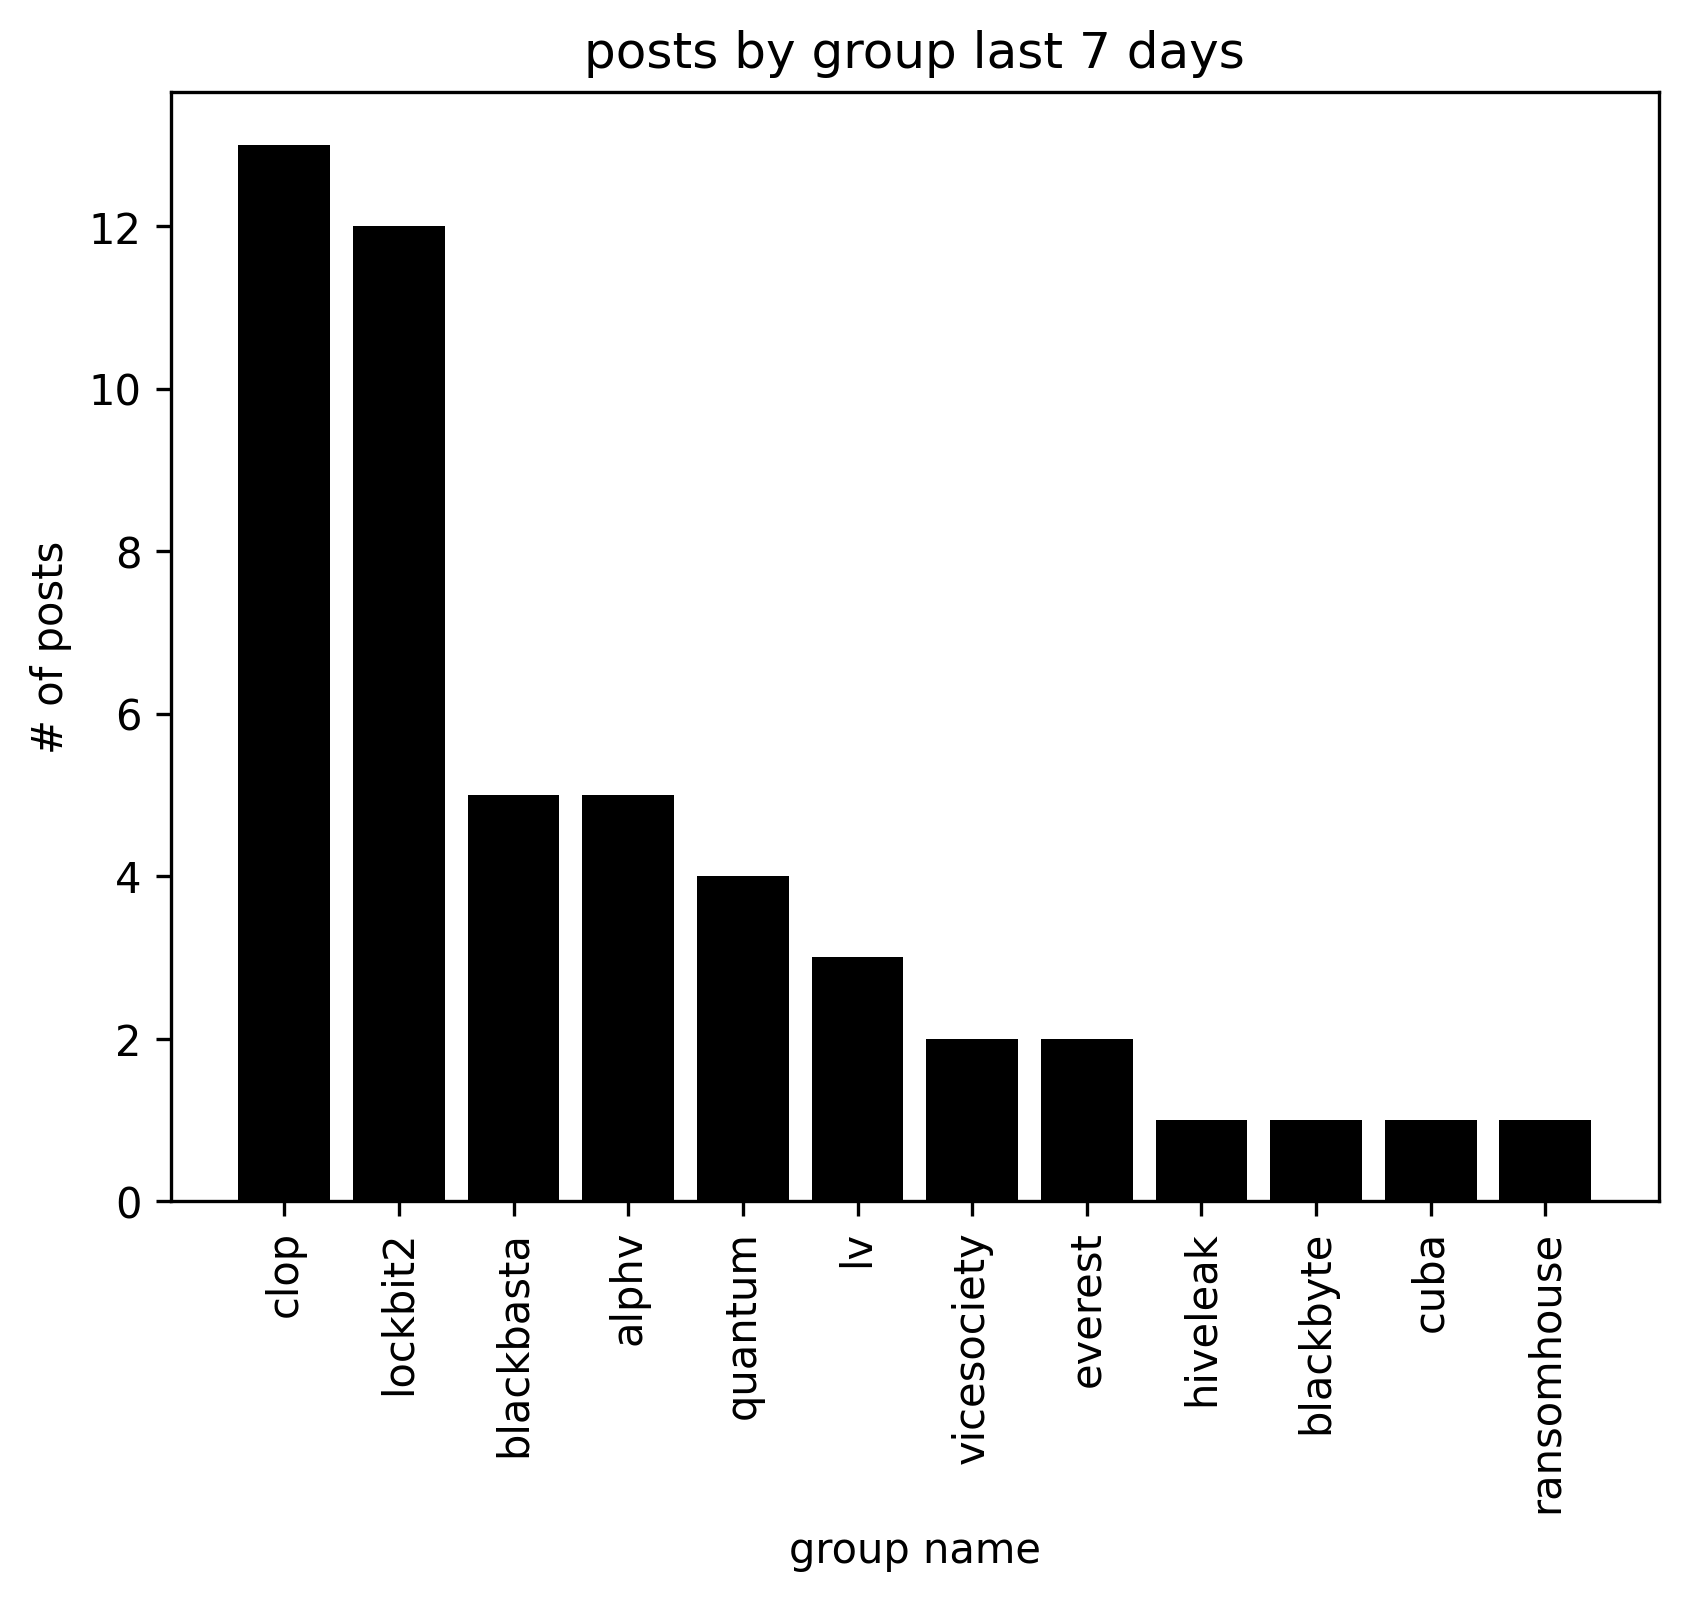 posts by group last 7 days
# of posts
12
10
8
6
4
2
0
clop
lockbit2
blackbasta
alphv
quantum
lv
vicesociety
everest
hiveleak
blackbyte
cuba
ransomhouse
group name